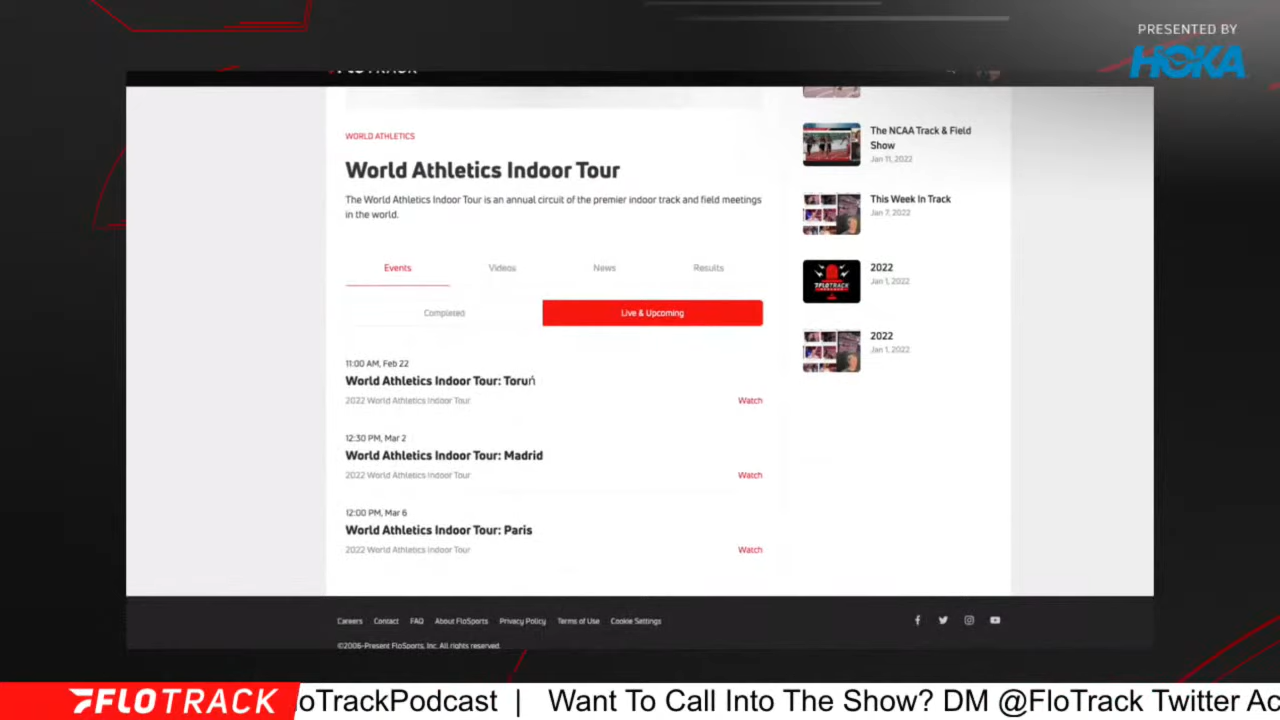 PRESENTED BY
HOKA
FLOTRACK
WORLD ATHLETICS
World Athletics Indoor Tour
The World Athletics Indoor Tour is an annual circuit of the premier indoor track and field meetings
in the world.
Events Videos News Results
Completed Live & Upcoming
11:00 AM, Feb 22
World Athletics Indoor Tour: Toruń
2022 World Athletics Indoor Tour Watch
12:30 PM, Mar 2
World Athletics Indoor Tour: Madrid
2022 World Athletics Indoor Tour Watch
12:00 PM, Mar 6
World Athletics Indoor Tour: Paris
2022 World Athletics Indoor Tour Watch
The NCAA Track & Field
Show
Jan 11, 2022
This Week In Track
Jan 7, 2022
2022
Jan 1, 2022
FLOTRACK
2022
Jan 1, 2022
Careers Contact FAQ About FloSports Privacy Policy Terms of Use Cookie Settings
©2006-Present FloSports, Inc. All rights reserved.
FLOTRACK oTrackPodcast | Want To Call Into The Show? DM @FloTrack Twitter Ac